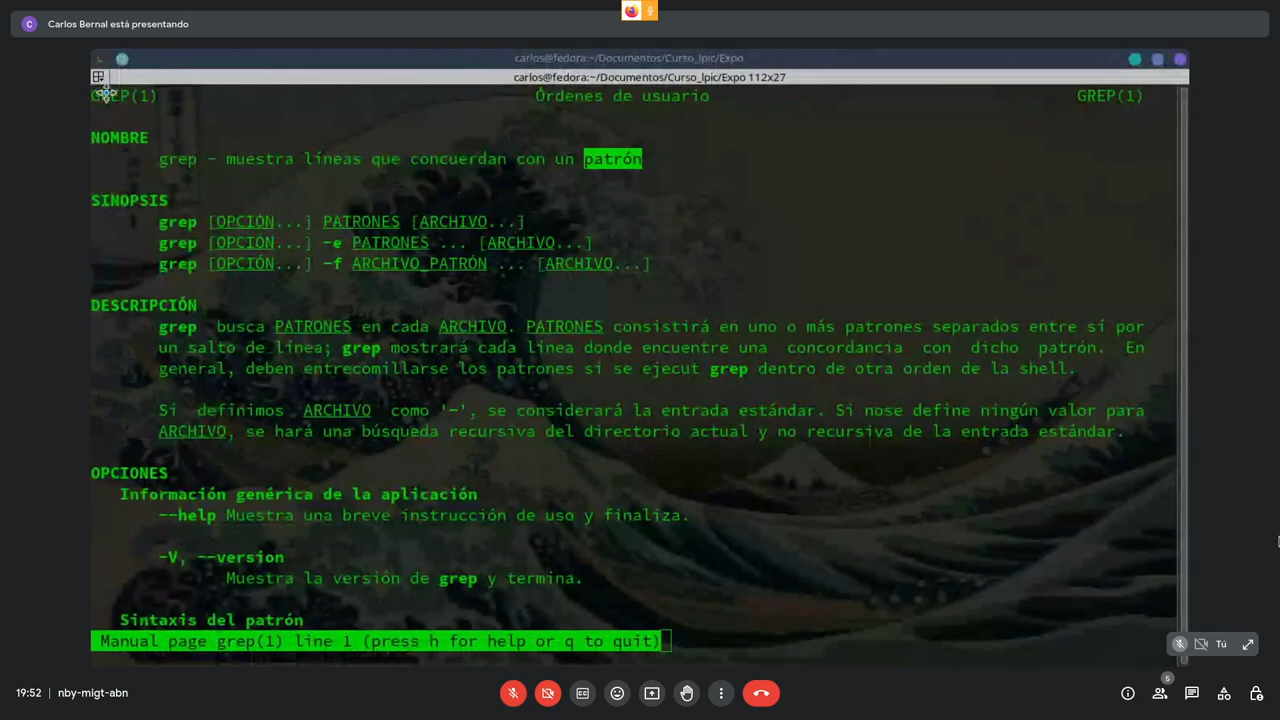 C Carlos Bernal está presentando
carlos@fedora:~/Documentos/Curso_lpic/Expo
carlos@fedora:~/Documentos/Curso_lpic/Expo 112x27
GREP(1) Órdenes de usuario GREP(1)
NOMBRE
grep - muestra líneas que concuerdan con un patrón
SINOPSIS
grep [OPCIÓN...] PATRONES [ARCHIVO...]
grep [OPCIÓN...] -e PATRONES ... [ARCHIVO...]
grep [OPCIÓN...] -f ARCHIVO_PATRÓN ... [ARCHIVO...]
DESCRIPCIÓN
grep busca PATRONES en cada ARCHIVO. PATRONES consistirá en uno o más patrones separados entre sí por
un salto de línea; grep mostrará cada línea donde encuentre una concordancia con dicho patrón. En
general, deben entrecomillarse los patrones si se ejecut grep dentro de otra orden de la shell.
Si definimos ARCHIVO como '-', se considerará la entrada estándar. Si nose define ningún valor para
ARCHIVO, se hará una búsqueda recursiva del directorio actual y no recursiva de la entrada estándar.
OPCIONES
Información genérica de la aplicación
--help Muestra una breve instrucción de uso y finaliza.
-V, --version
Muestra la versión de grep y termina.
Sintaxis del patrón
Manual page grep(1) line 1 (press h for help or q to quit)
Tú
19:52 nby-migt-abn
5